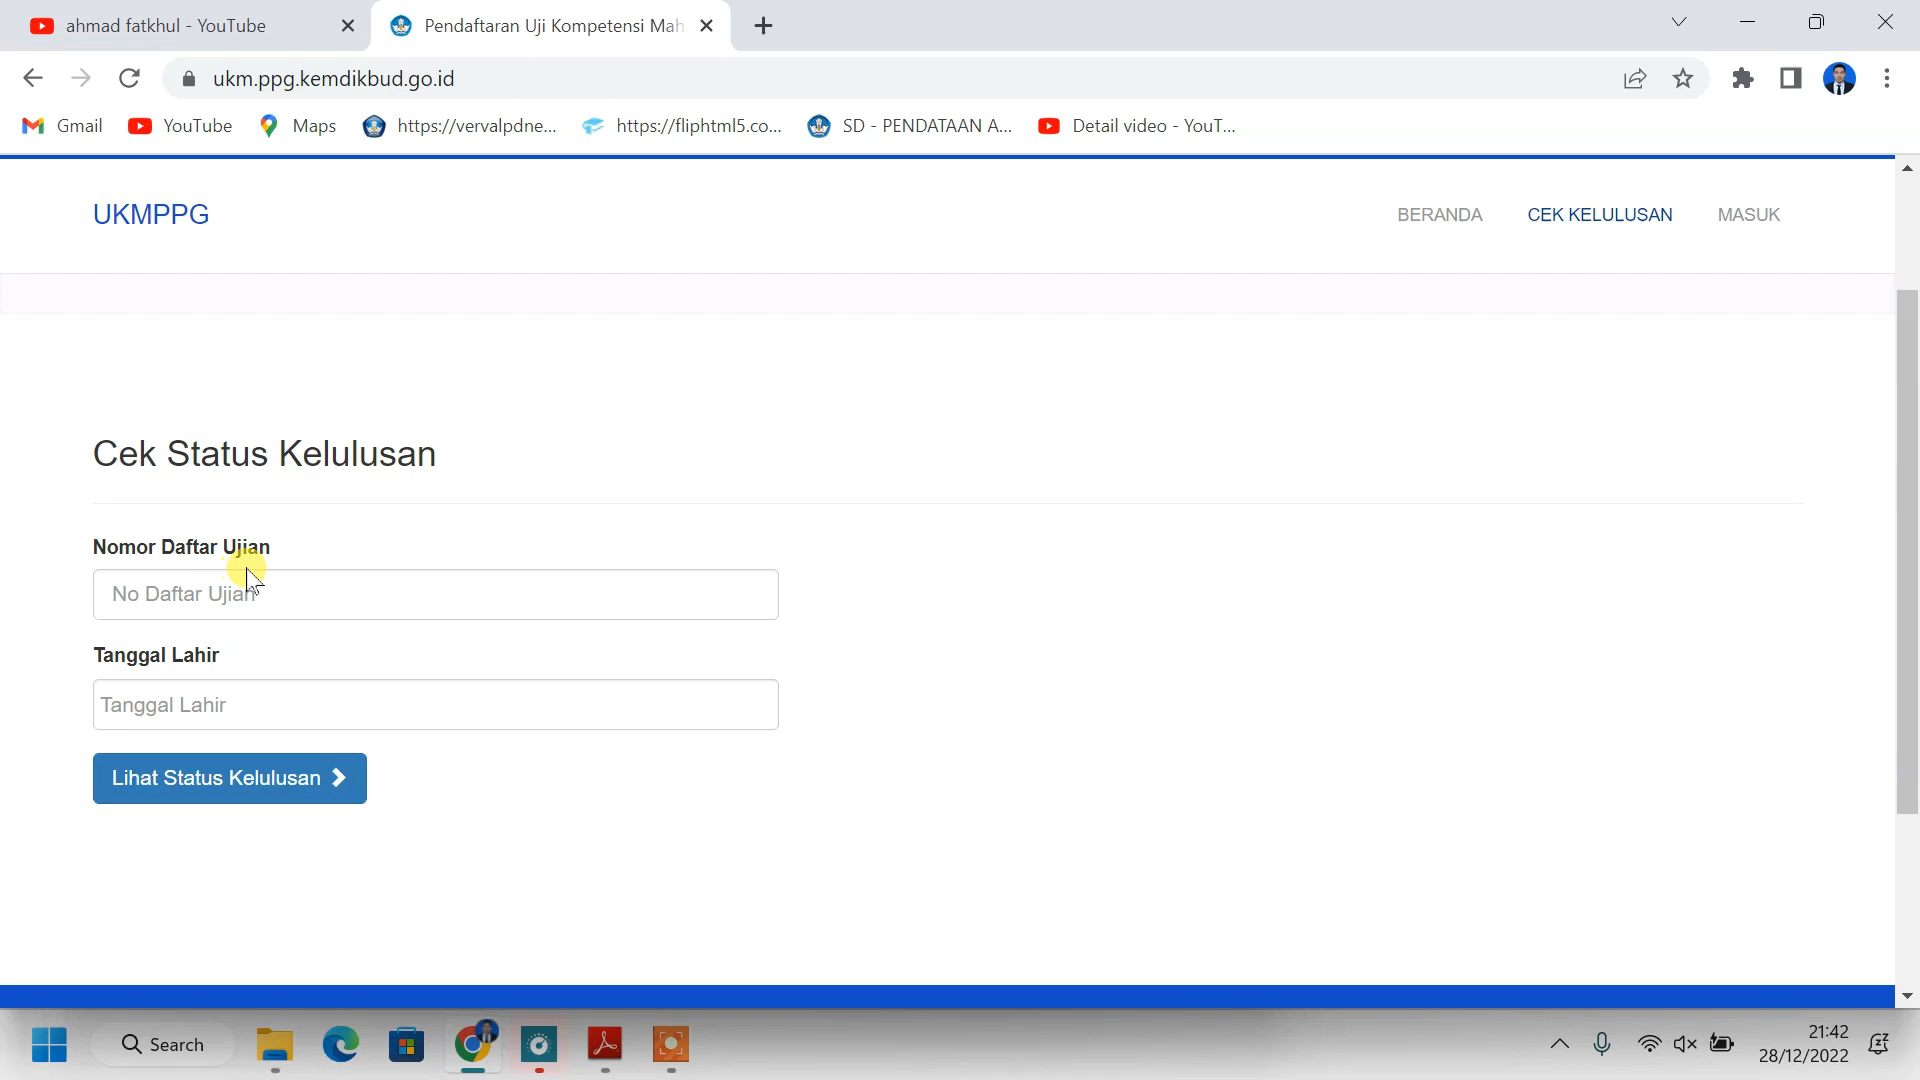 ahmad fatkhul - YouTube
Pendaftaran Uji Kompetensi Mah
ukm.ppg.kemdikbud.go.id
Gmail
YouTube
Maps
https://vervalpdne...
https://fliphtml5.co...
SD - PENDATAAN A...
Detail video - YouT...
UKMPPG
BERANDA
CEK KELULUSAN
MASUK
Cek Status Kelulusan
Nomor Daftar Ujian
No Daftar Ujian
Tanggal Lahir
Tanggal Lahir
Lihat Status Kelulusan
Search
21:42
28/12/2022